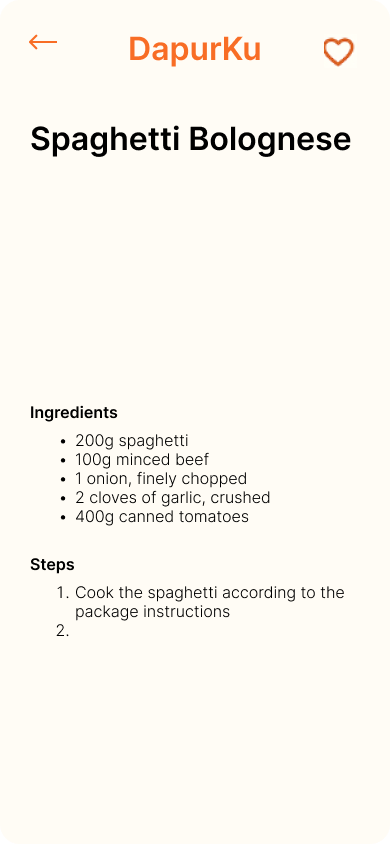 DapurKu
Spaghetti Bolognese
Ingredients
• 200g spaghetti
• 100g minced beef
• 1 onion, finely chopped
• 2 cloves of garlic, crushed
• 400g canned tomatoes
Steps
1. Cook the spaghetti according to the
package instructions
2.